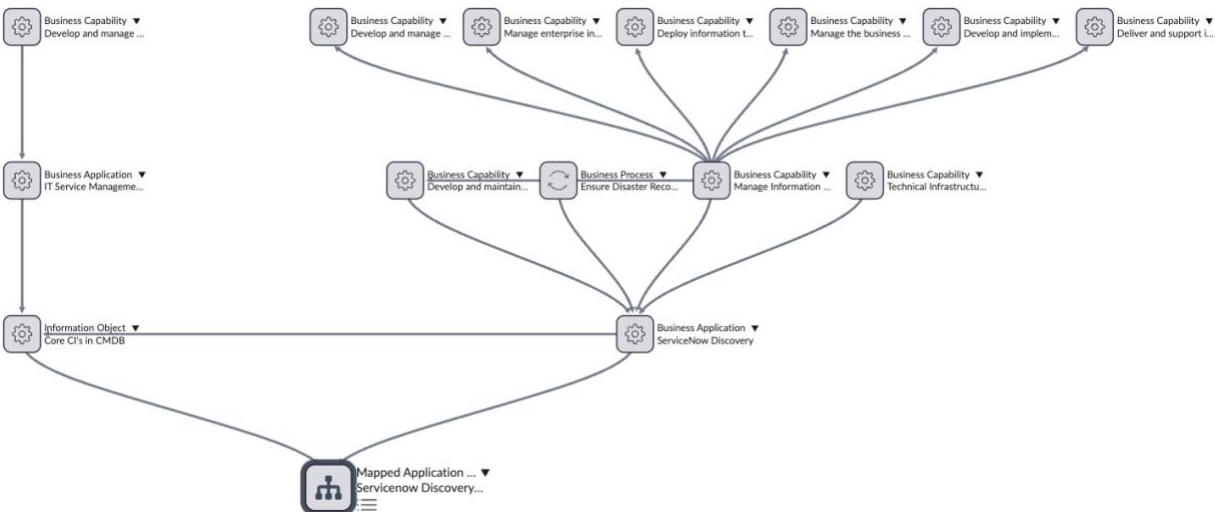 Business Capability ▼
Develop and manage ...
Business Capability ▼
Develop and manage ...
Business Capability ▼
Manage enterprise in...
Business Capability ▼
Deploy information t...
Business Capability ▼
Manage the business ...
Business Capability ▼
Develop and implem...
Business Capability ▼
Deliver and support i...
Business Application ▼
IT Service Manageme...
Business Capability ▼
Develop and maintain...
Business Process ▼
Ensure Disaster Reco...
Business Capability ▼
Manage Information ...
Business Capability ▼
Technical Infrastructu...
Information Object ▼
Core CI's in CMDB
Business Application ▼
ServiceNow Discovery
Mapped Application ... ▼
Servicenow Discovery...